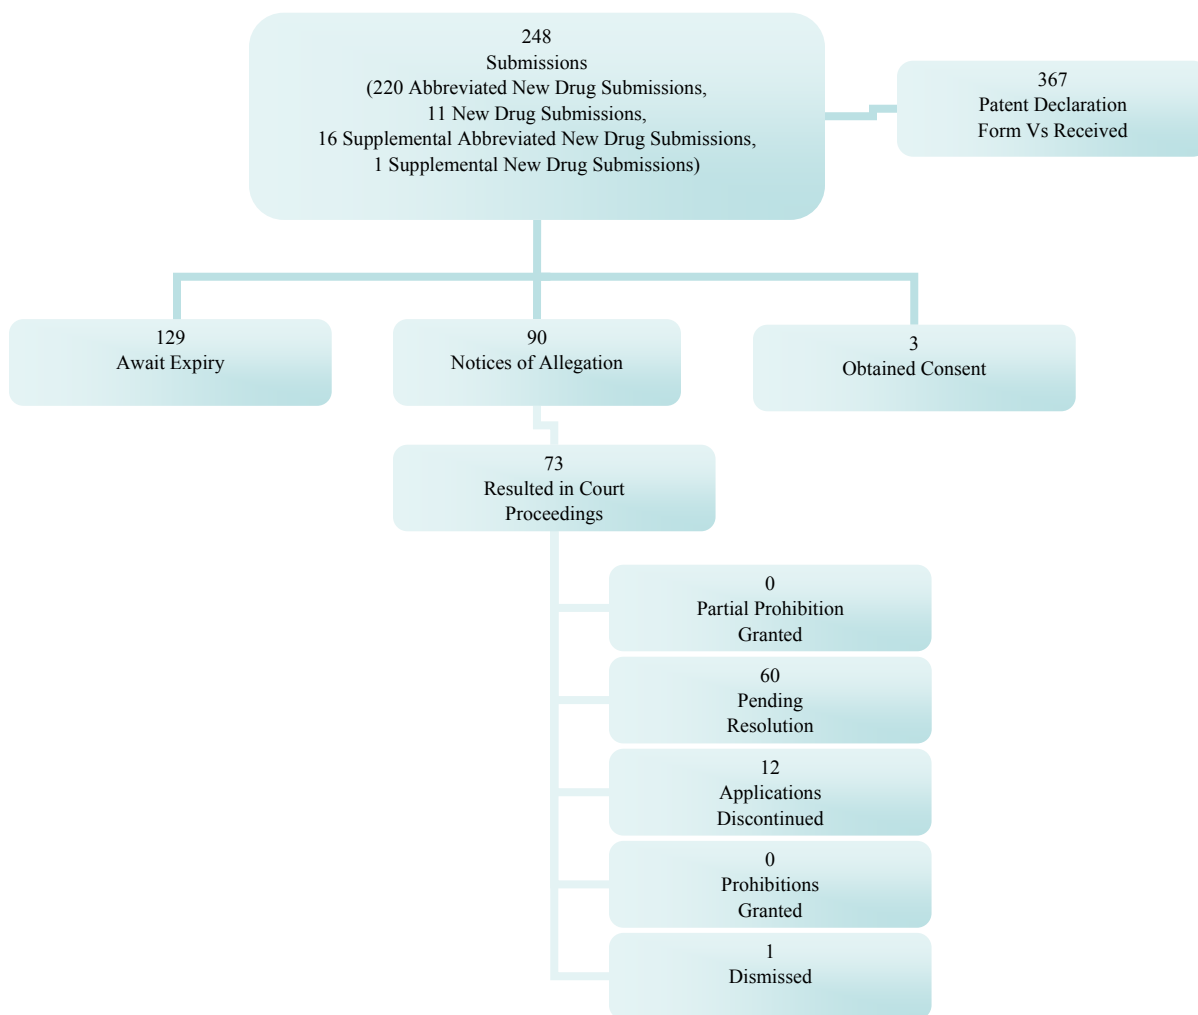 248
Submissions
(220 Abbreviated New Drug Submissions,
11 New Drug Submissions,
16 Supplemental Abbreviated New Drug Submissions,
1 Supplemental New Drug Submissions)
367
Patent Declaration
Form Vs Received
129
Await Expiry
90
Notices of Allegation
3
Obtained Consent
73
Resulted in Court
Proceedings
0
Partial Prohibition
Granted
60
Pending
Resolution
12
Applications
Discontinued
0
Prohibitions
Granted
1
Dismissed